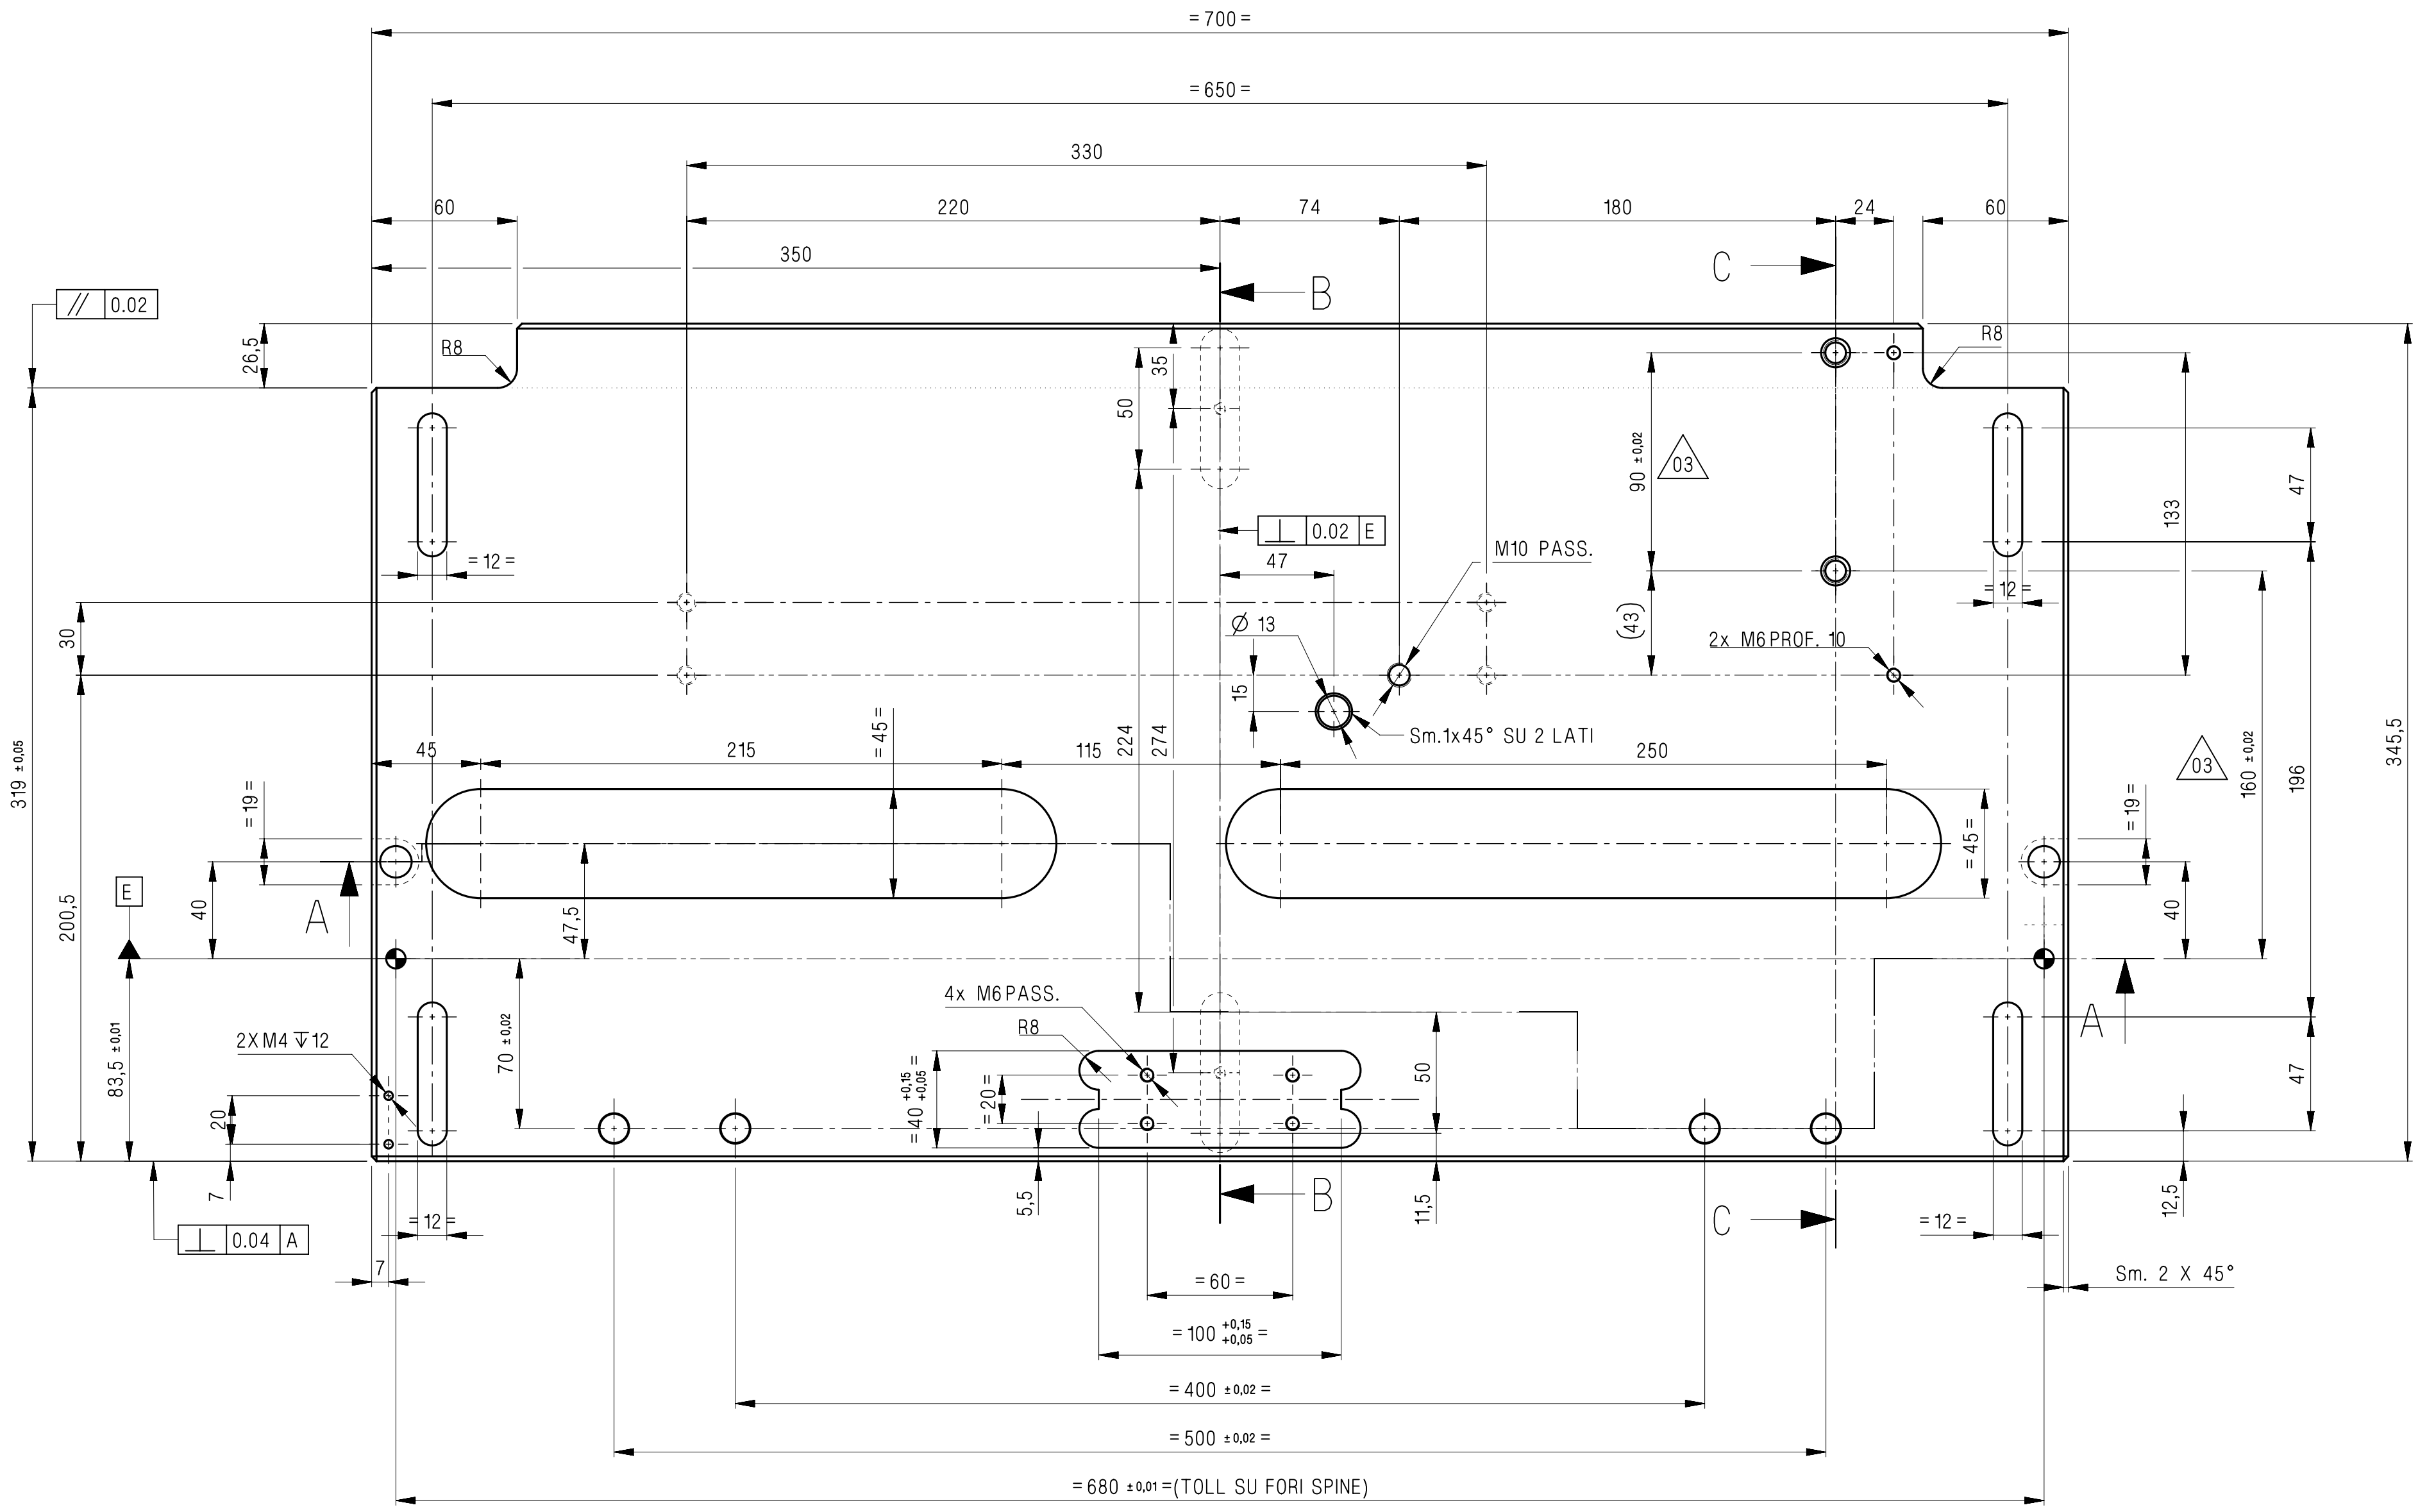 = 700 =
= 650 =
330
60
220
74
180
24
60
350
C
B
// 0.02
26,5
R8
R8
35
50
90 ±0,02
03
47
133
⊥ 0.02 E
= 12 =
47
M10 PASS.
= 12 =
30
Ø 13
(43)
2x M6 PROF. 10
15
= 45 =
224
274
Sm.1x45° SU 2 LATI
45
215
115
250
319 ±0,05
03
160 ±0,02
196
345,5
= 19 =
= 45 =
= 19 =
E
40
200,5
A
47,5
40
4x M6 PASS.
R8
A
2X M4 ↧ 12
70 ±0,02
83,5 ±0,01
= 40 +0,15 +0,05 =
= 20 =
50
47
20
7
= 12 =
5,5
B
11,5
C
= 12 =
12,5
⊥ 0.04 A
7
= 60 =
Sm. 2 X 45°
= 100 +0,15 +0,05 =
= 400 ±0,02 =
= 500 ±0,02 =
= 680 ±0,01 = (TOLL SU FORI SPINE)